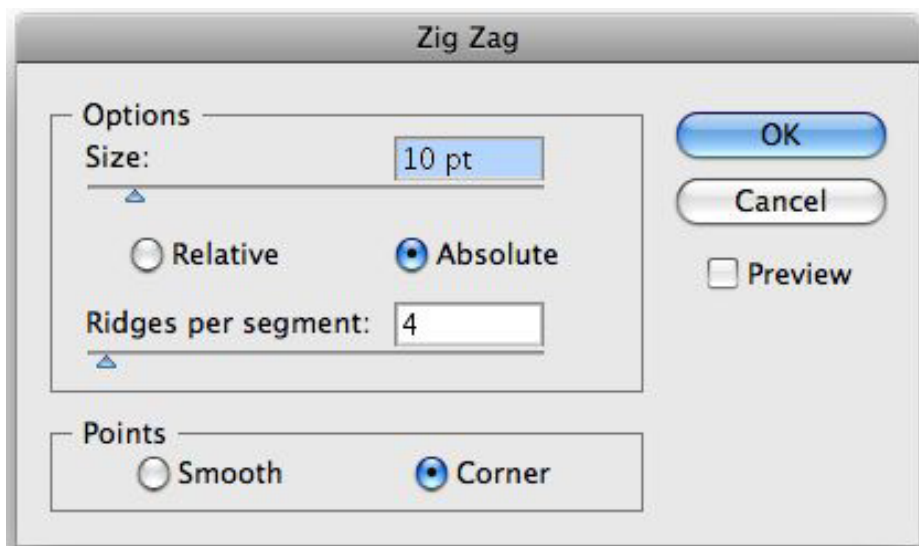 Zig Zag
Options
Size: 10 pt
Relative Absolute
Ridges per segment: 4
Points
Smooth Corner
OK
Cancel
Preview